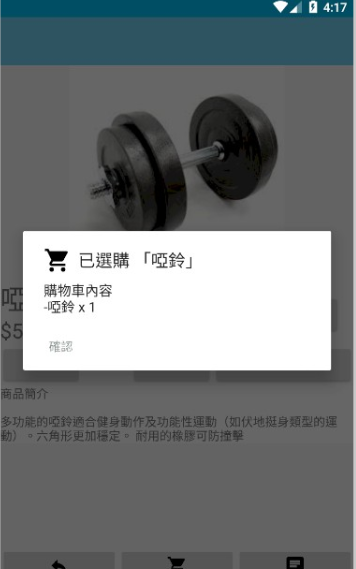 4:17
已選購 「啞鈴」
購物車內容
-啞鈴 x 1
確認
啞
$5
商品簡介
多功能的啞鈴適合健身動作及功能性運動（如伏地挺身類型的運
動）。六角形更加穩定。 耐用的橡膠可防撞擊